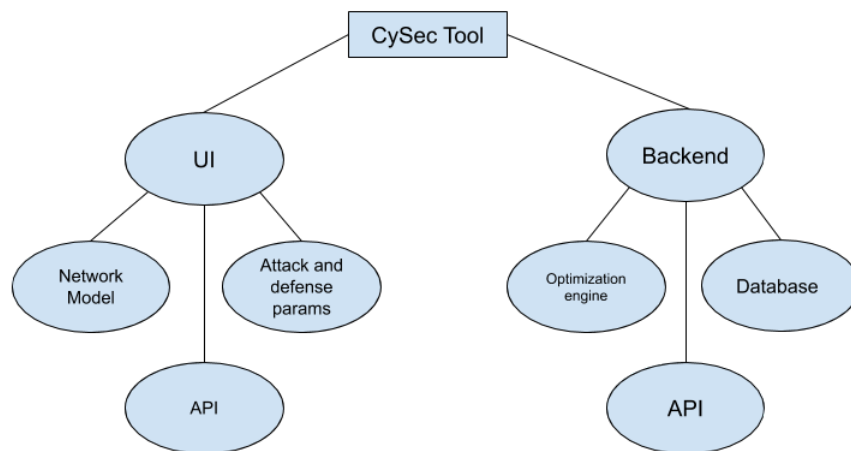 CySec Tool
UI
Backend
Network
Model
Attack and
defense
params
Optimization
engine
Database
API
API